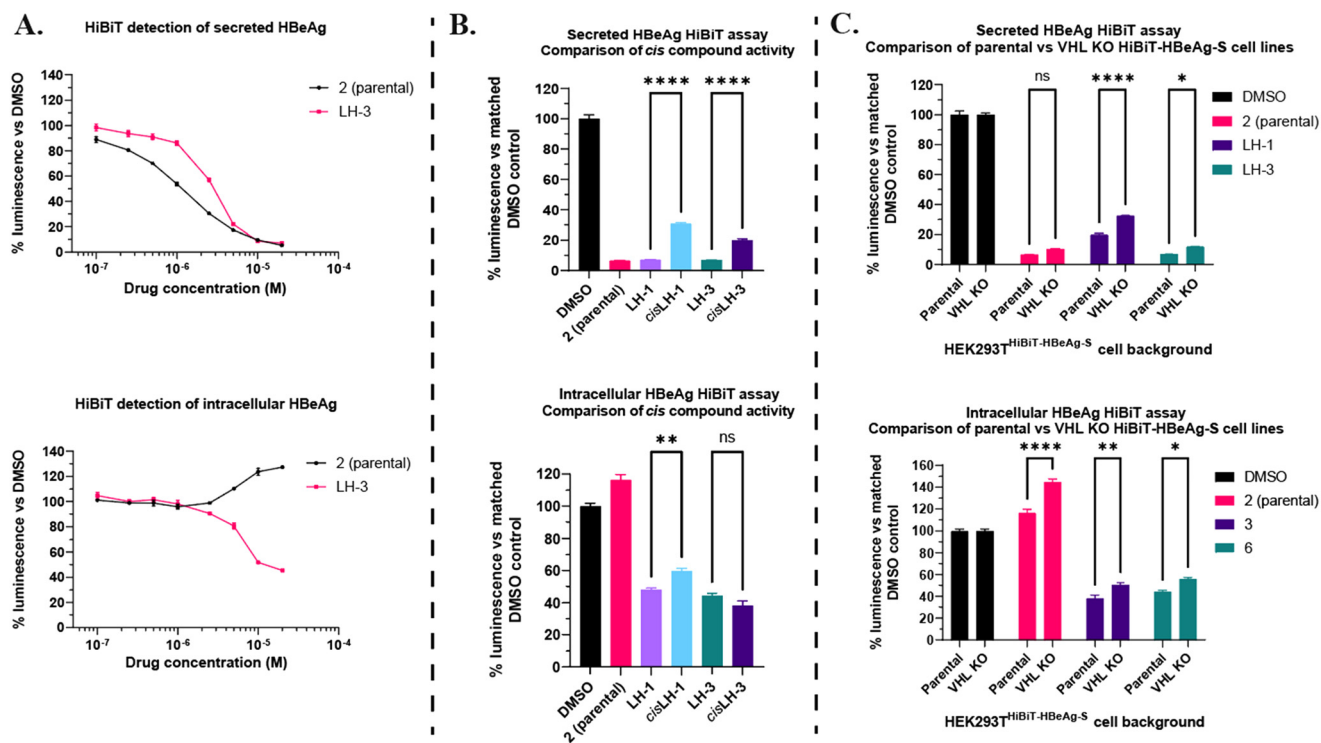 A.
HiBiT detection of secreted HBeAg
% luminescence vs DMSO
140
120
100
80
60
40
20
0
10-7
10-6
10-5
10-4
Drug concentration (M)
2 (parental)
LH-3
HiBiT detection of intracellular HBeAg
% luminescence vs DMSO
140
120
100
80
60
40
20
0
10-7
10-6
10-5
10-4
Drug concentration (M)
2 (parental)
LH-3
B.
Secreted HBeAg HiBiT assay
Comparison of cis compound activity
% luminescence vs matched
DMSO control
120
100
80
60
40
20
0
**** ****
DMSO
2 (parental)
LH-1
cisLH-1
LH-3
cisLH-3
Intracellular HBeAg HiBiT assay
Comparison of cis compound activity
% luminescence vs matched
DMSO control
120
100
80
60
40
20
0
** ns
DMSO
2 (parental)
LH-1
cisLH-1
LH-3
cisLH-3
C.
Secreted HBeAg HiBiT assay
Comparison of parental vs VHL KO HiBiT-HBeAg-S cell lines
% luminescence vs matched
DMSO control
120
100
80
60
40
20
0
ns **** *
Parental
VHL KO
Parental
VHL KO
Parental
VHL KO
Parental
VHL KO
HEK293THiBiT-HBeAg-S cell background
DMSO
2 (parental)
LH-1
LH-3
Intracellular HBeAg HiBiT assay
Comparison of parental vs VHL KO HiBiT-HBeAg-S cell lines
% luminescence vs matched
DMSO control
160
140
120
100
80
60
40
20
0
**** ** *
Parental
VHL KO
Parental
VHL KO
Parental
VHL KO
Parental
VHL KO
HEK293THiBiT-HBeAg-S cell background
DMSO
2 (parental)
3
6